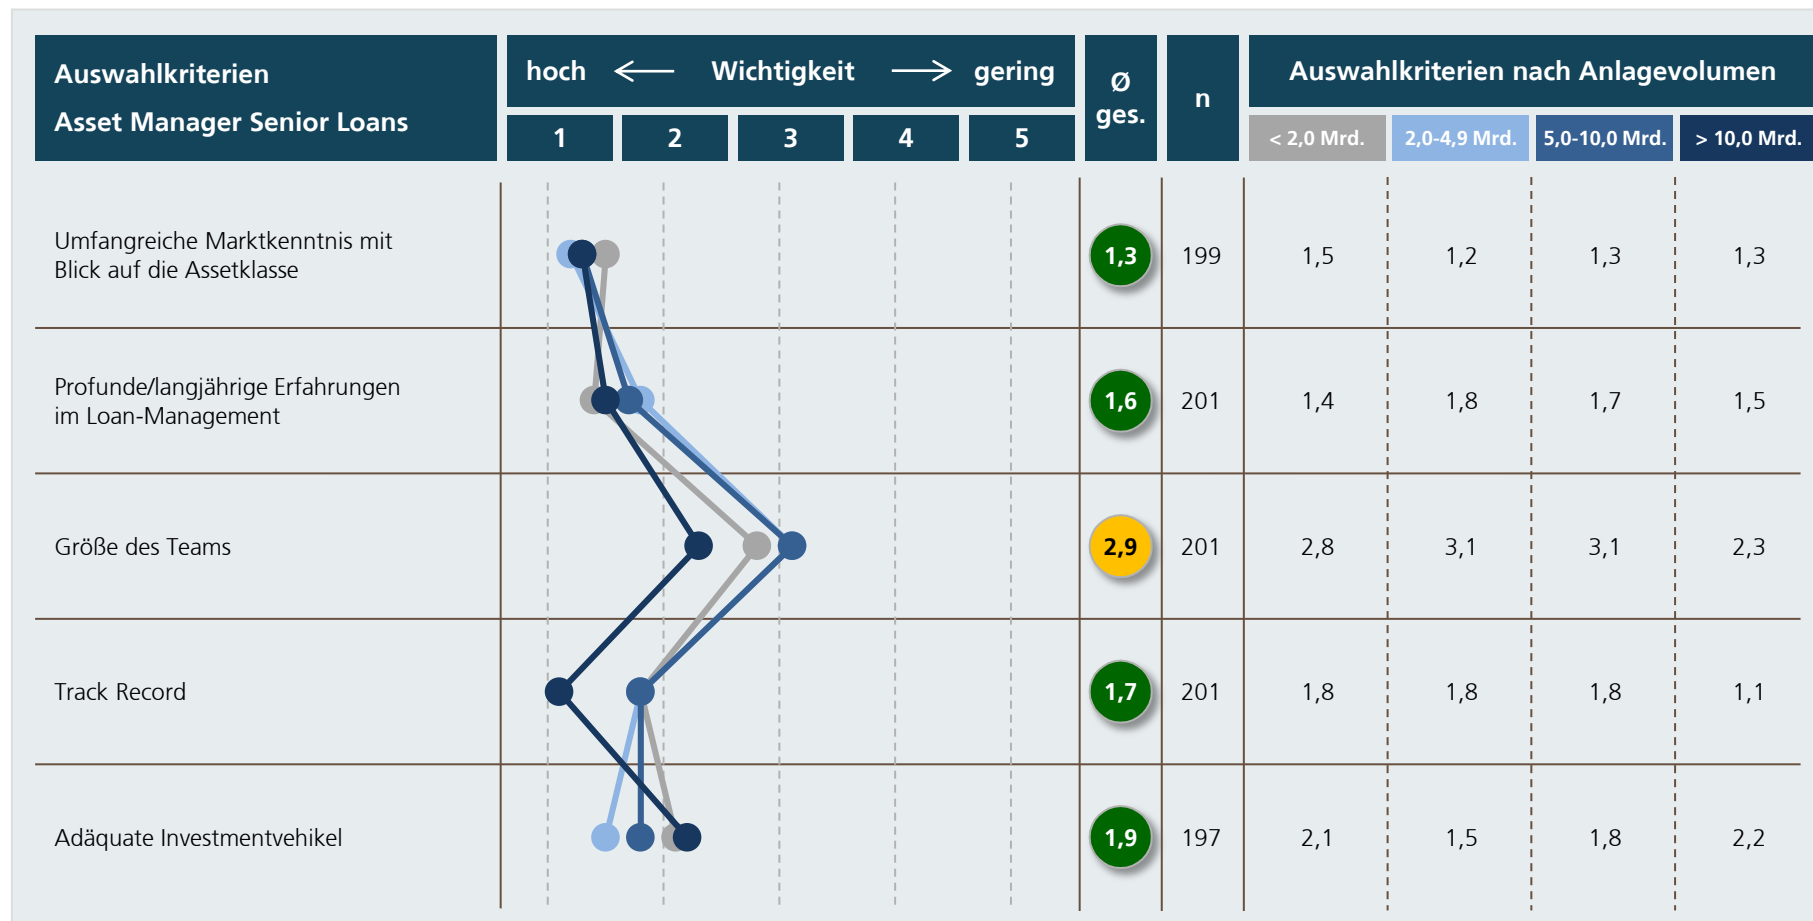 Auswahlkriterien
Asset Manager Senior Loans
hoch ← Wichtigkeit → gering
1 2 3 4 5
Ø
ges.
n
Auswahlkriterien nach Anlagevolumen
< 2,0 Mrd. 2,0-4,9 Mrd. 5,0-10,0 Mrd. > 10,0 Mrd.
Umfangreiche Marktkenntnis mit
Blick auf die Assetklasse
1,3 199 1,5 1,2 1,3 1,3
Profunde/langjährige Erfahrungen
im Loan-Management
1,6 201 1,4 1,8 1,7 1,5
Größe des Teams 2,9 201 2,8 3,1 3,1 2,3
Track Record 1,7 201 1,8 1,8 1,8 1,1
Adäquate Investmentvehikel 1,9 197 2,1 1,5 1,8 2,2